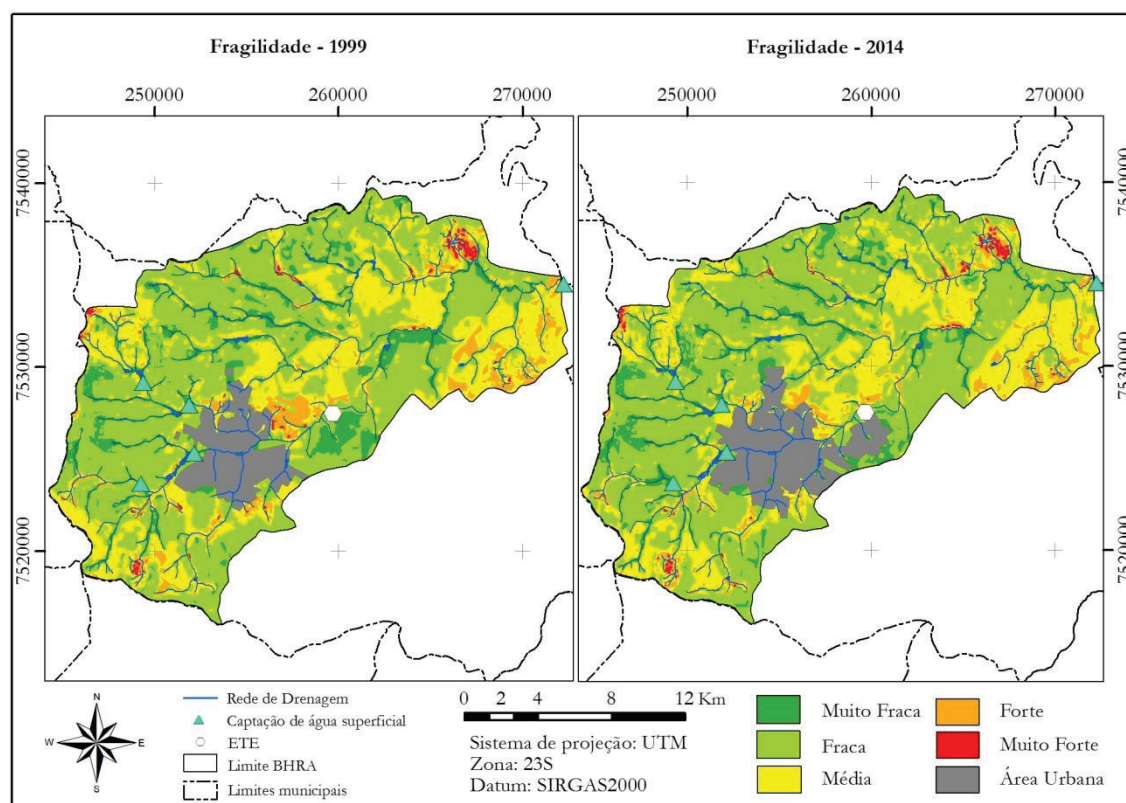 Fragilidade - 1999
Fragilidade - 2014
250000
260000
270000
250000
260000
270000
7540000
7530000
7520000
7540000
7530000
7520000
N
W
E
S
Rede de Drenagem
Captação de água superficial
ETE
Limite BHRA
Limites municipais
0 2 4 8 12 Km
Sistema de projeção: UTM
Zona: 23S
Datum: SIRGAS2000
Muito Fraca
Fraca
Média
Forte
Muito Forte
Área Urbana